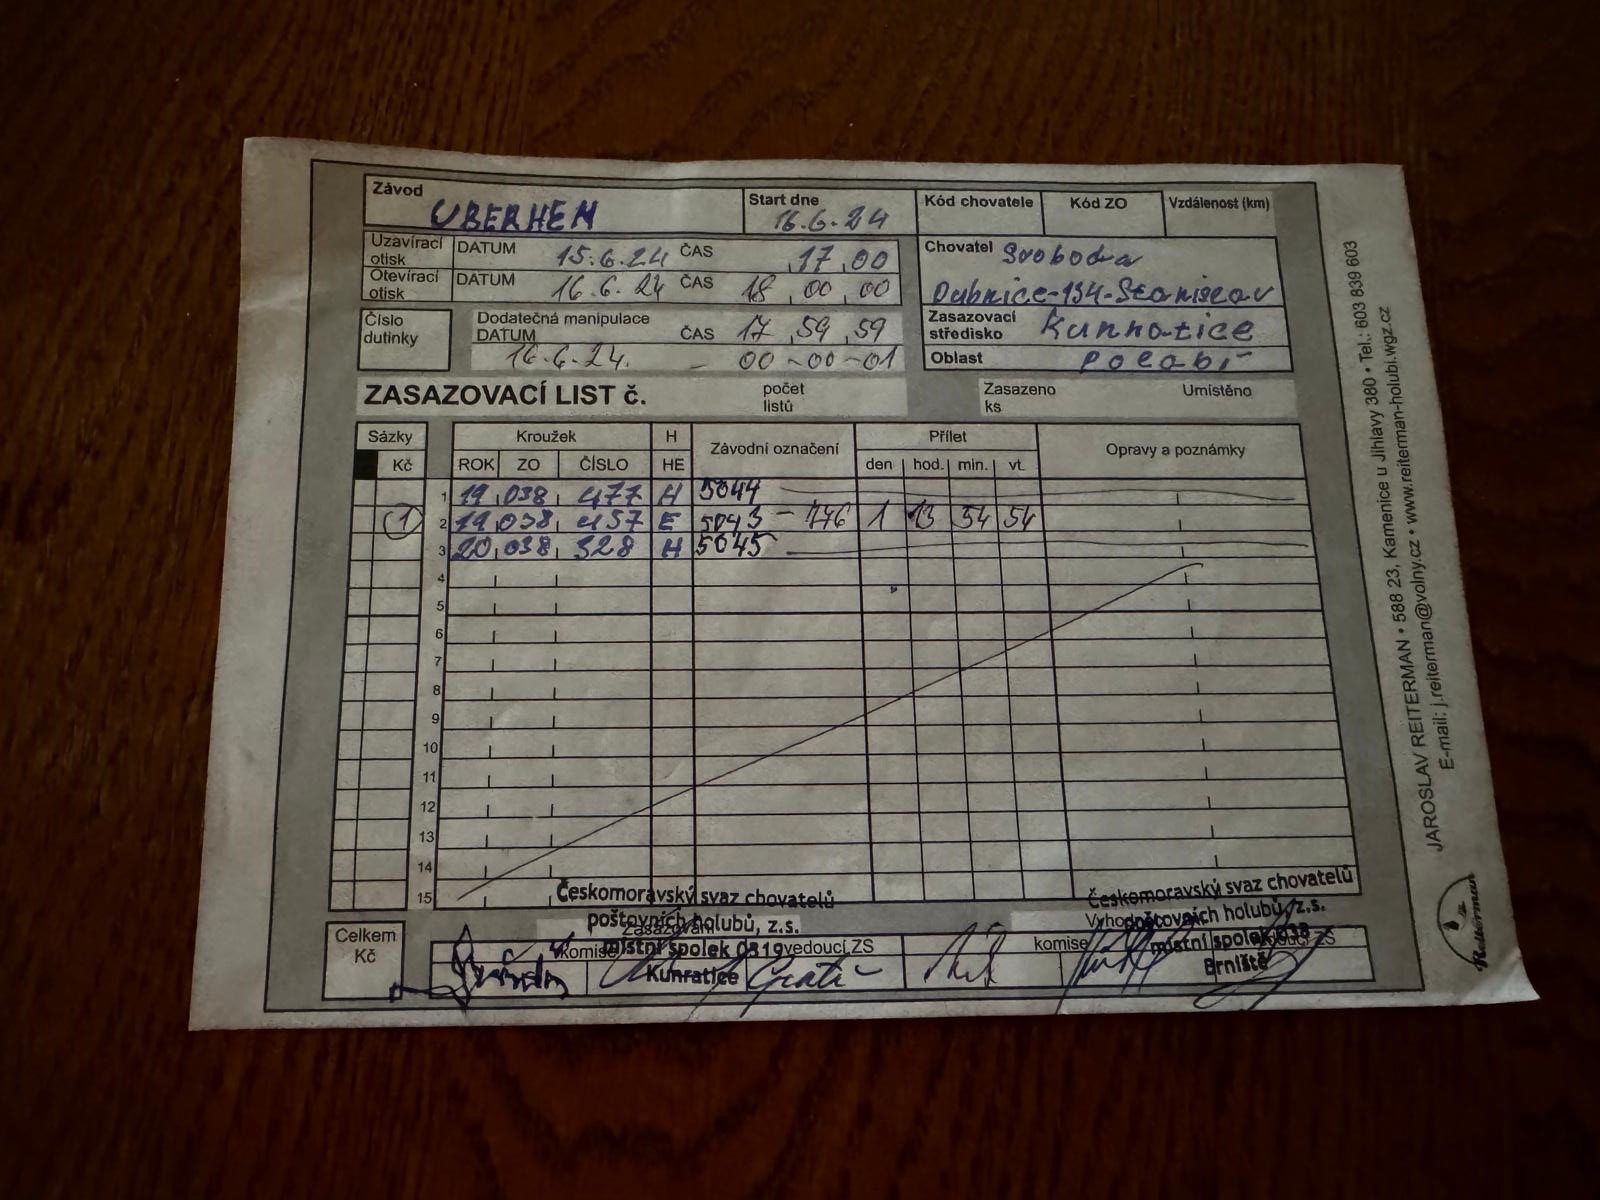 Závod UBERHEM Start dne 16.6.24 Kód chovatele Kód ZO Vzdálenost (km)
Uzavírací otisk DATUM 15.6.24 ČAS 17,00
Otevírací otisk DATUM 16.6.24 ČAS 18,00,00
Chovatel Svoboda
Dubnice-134-Stanislav
Číslo dutinky
Dodatečná manipulace
DATUM ČAS 17,59,59
16.6.24. - 00-00-01
Zasazovací středisko Kunratice
Oblast Polabí
ZASAZOVACÍ LIST č. počet listů Zasazeno ks Umístěno
Sázky Kroužek H Závodní označení Přílet Opravy a poznámky
Kč ROK ZO ČÍSLO HE den hod. min. vt.
1 19,038,477 H 5044
2 (1) 19,038,457 E 5043 - 776 1 13 54 54
3 20,038,328 H 5045
4
5
6
7
8
9
10
11
12
13
14
15
Českomoravský svaz chovatelů
poštovních holubů, z.s.
místní spolek 0319
Kunratice
Českomoravský svaz chovatelů
poštovních holubů, z.s.
místní spolek 038
Brniště
Celkem Kč
Zasazování
komise vedoucí ZS komise vedoucí ZS
JAROSLAV REITERMAN • 588 23, Kamenice u Jihlavy 380 • Tel.: 603 839 603
E-mail: j.reiterman@volny.cz • www.reiterman-holubi.wgz.cz
Reiterman